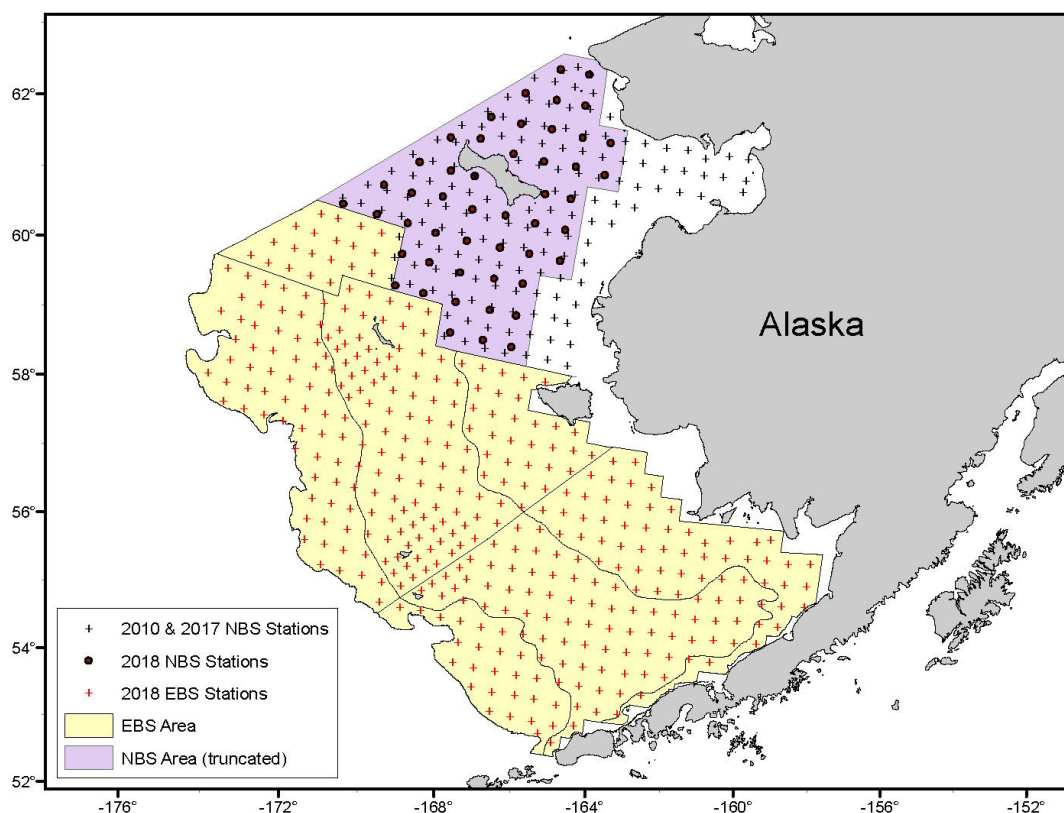 62°
60°
58°
56°
54°
52°
Alaska
2010 & 2017 NBS Stations
2018 NBS Stations
2018 EBS Stations
EBS Area
NBS Area (truncated)
-176° -172° -168° -164° -160° -156° -152°